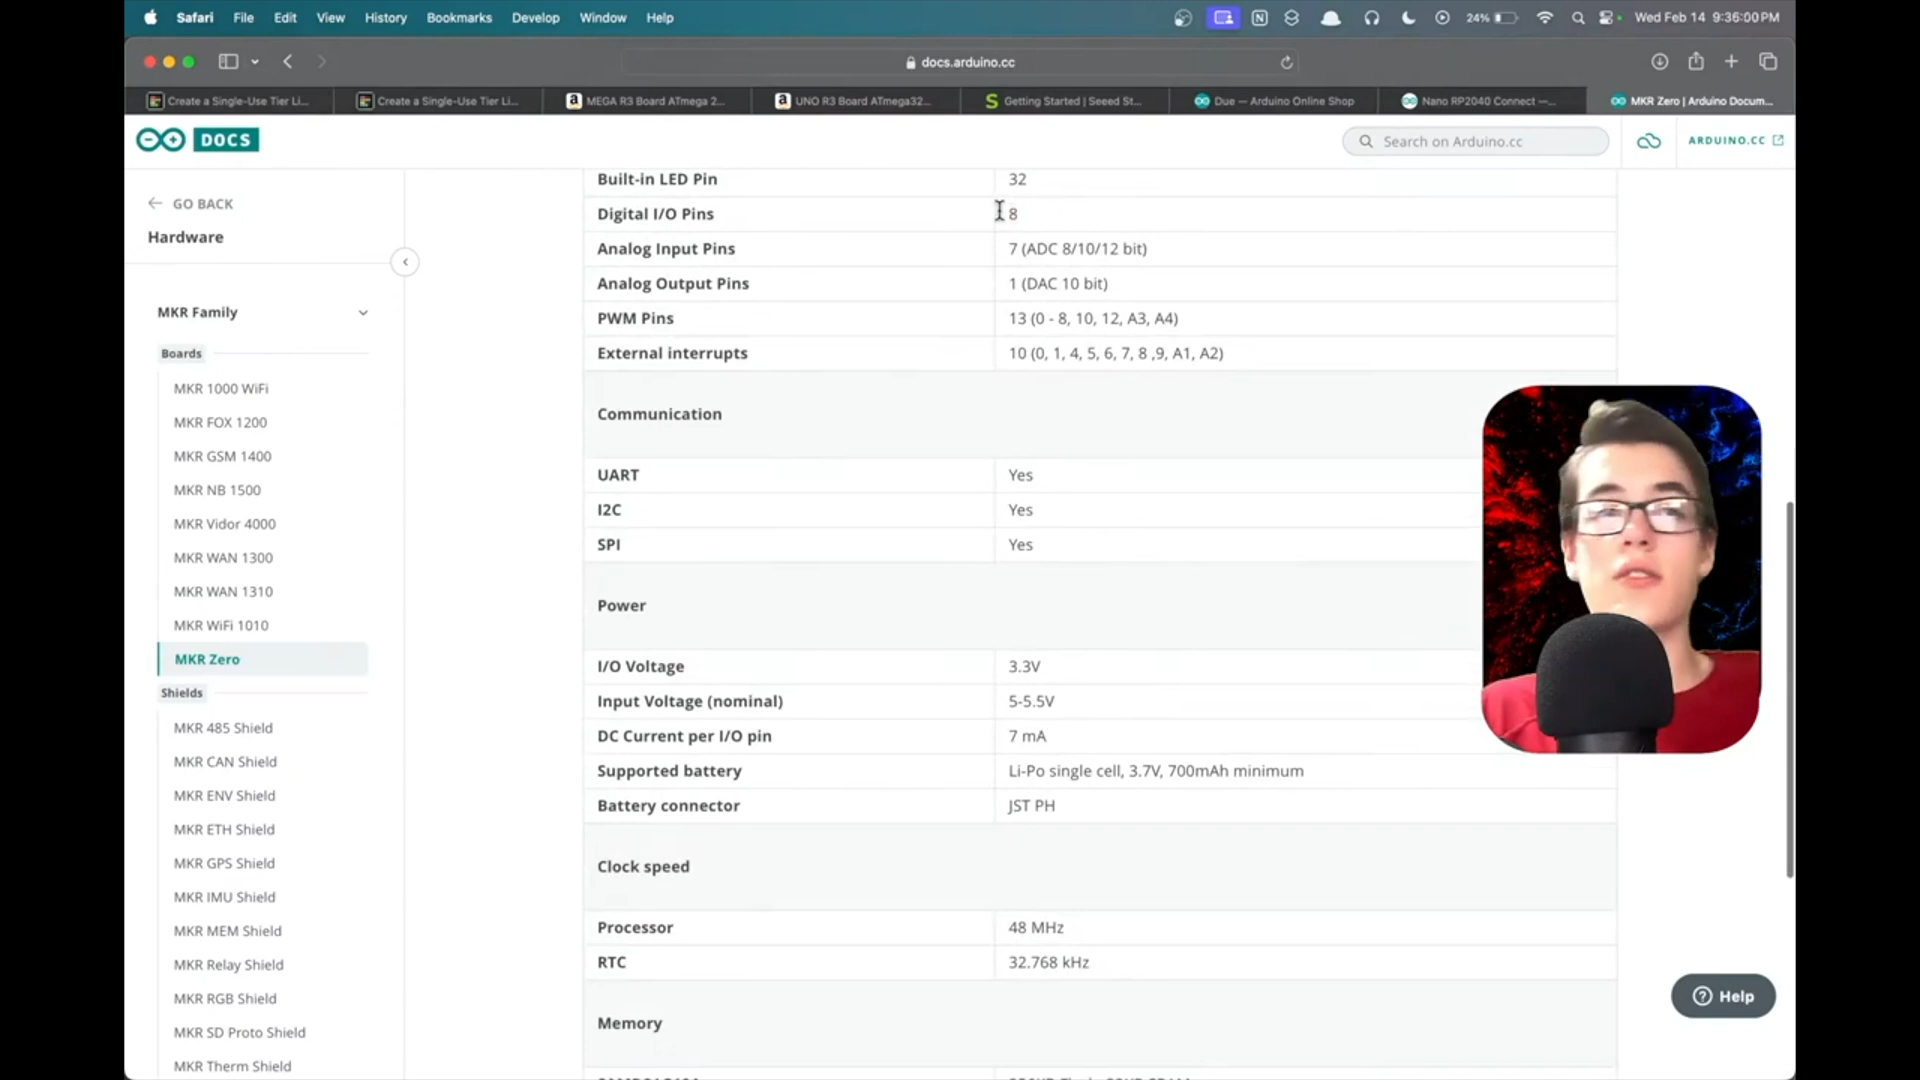 Safari File Edit View History Bookmarks Develop Window Help 24% Wed Feb 14 9:36:00 PM
docs.arduino.cc
Create a Single-Use Tier Li... Create a Single-Use Tier Li... MEGA R3 Board ATmega 2... UNO R3 Board ATmega32... Getting Started | Seeed St... Due — Arduino Online Shop Nano RP2040 Connect —... MKR Zero | Arduino Docum...
DOCS Search on Arduino.cc ARDUINO.CC
GO BACK
Hardware
MKR Family
Boards
MKR 1000 WiFi
MKR FOX 1200
MKR GSM 1400
MKR NB 1500
MKR Vidor 4000
MKR WAN 1300
MKR WAN 1310
MKR WiFi 1010
MKR Zero
Shields
MKR 485 Shield
MKR CAN Shield
MKR ENV Shield
MKR ETH Shield
MKR GPS Shield
MKR IMU Shield
MKR MEM Shield
MKR Relay Shield
MKR RGB Shield
MKR SD Proto Shield
MKR Therm Shield
Built-in LED Pin 32
Digital I/O Pins 8
Analog Input Pins 7 (ADC 8/10/12 bit)
Analog Output Pins 1 (DAC 10 bit)
PWM Pins 13 (0 - 8, 10, 12, A3, A4)
External interrupts 10 (0, 1, 4, 5, 6, 7, 8 ,9, A1, A2)
Communication
UART Yes
I2C Yes
SPI Yes
Power
I/O Voltage 3.3V
Input Voltage (nominal) 5-5.5V
DC Current per I/O pin 7 mA
Supported battery Li-Po single cell, 3.7V, 700mAh minimum
Battery connector JST PH
Clock speed
Processor 48 MHz
RTC 32.768 kHz
Memory
Help